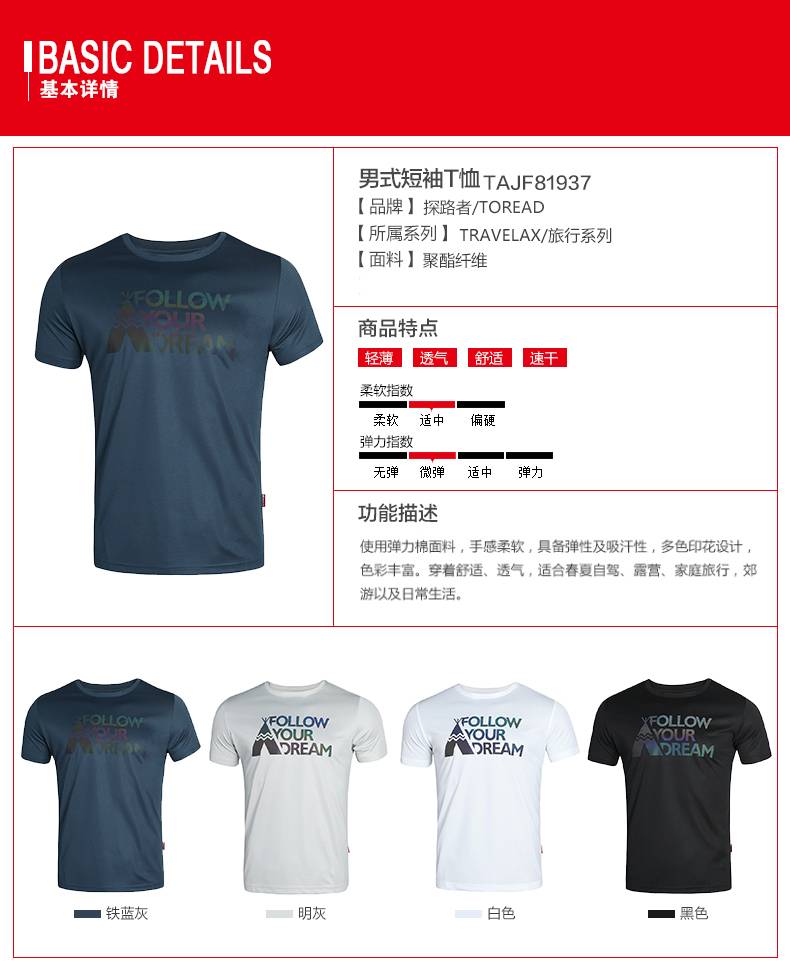 BASIC DETAILS
基本详情
男式短袖T恤 TAJF81937
【 品牌 】 探路者/TOREAD
【 所属系列 】 TRAVELAX/旅行系列
【 面料 】 聚酯纤维
商品特点
轻薄 透气 舒适 速干
柔软指数
柔软 适中 偏硬
弹力指数
无弹 微弹 适中 弹力
功能描述
使用弹力棉面料，手感柔软，具备弹性及吸汗性，多色印花设计，
色彩丰富。穿着舒适、透气，适合春夏自驾、露营、家庭旅行，郊
游以及日常生活。
FOLLOW
YOUR
DREAM
FOLLOW
YOUR
DREAM
FOLLOW
YOUR
DREAM
FOLLOW
YOUR
DREAM
FOLLOW
YOUR
DREAM
铁蓝灰 明灰 白色 黑色